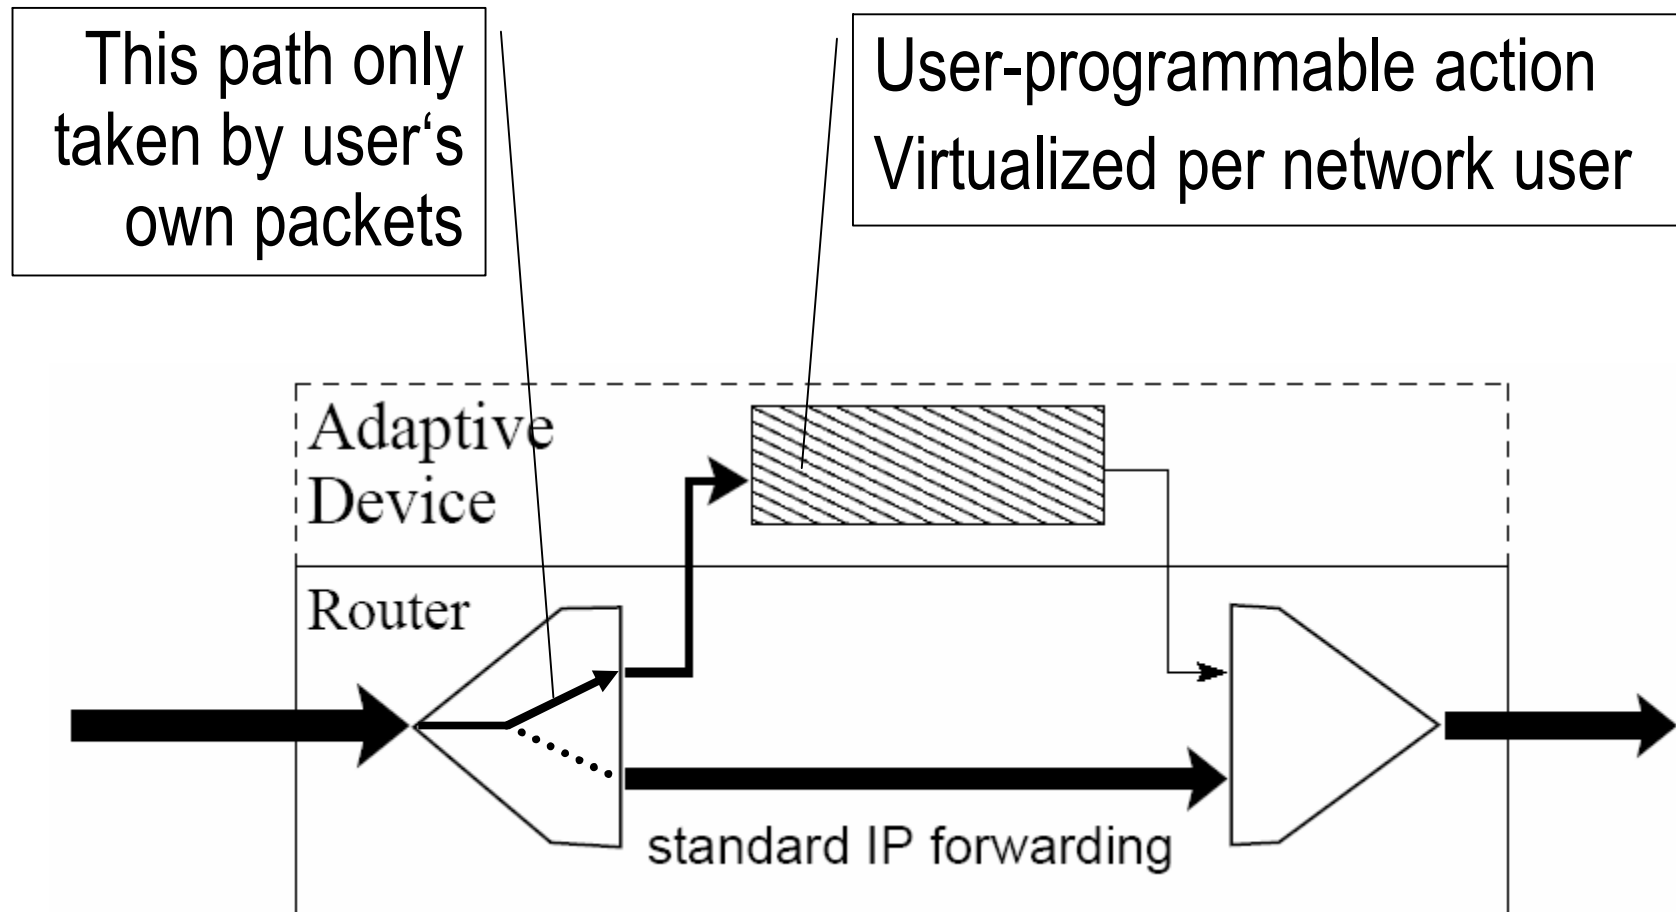 This path only
taken by user‘s
own packets
User-programmable action
Virtualized per network user
Adaptive
Device
Router
standard IP forwarding